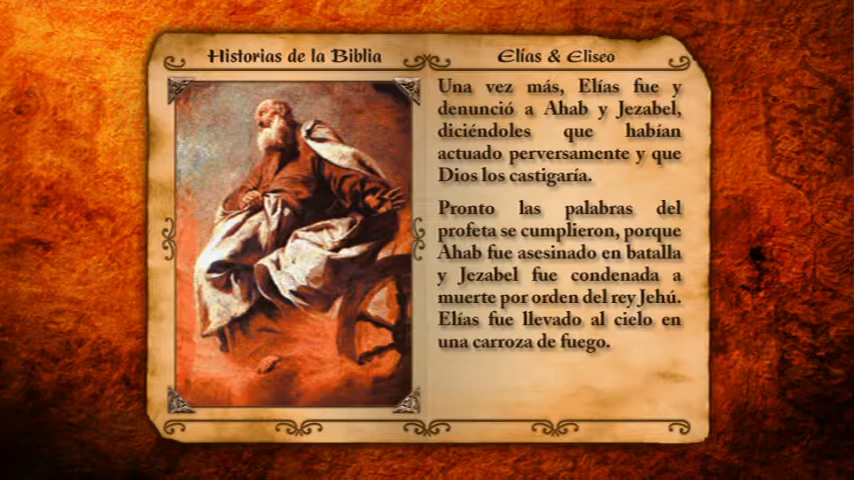 Historias de la Biblia
Elías & Eliseo
Una vez más, Elías fue y
denunció a Ahab y Jezabel,
diciéndoles que habían
actuado perversamente y que
Dios los castigaría.
Pronto las palabras del
profeta se cumplieron, porque
Ahab fue asesinado en batalla
y Jezabel fue condenada a
muerte por orden del rey Jehú.
Elías fue llevado al cielo en
una carroza de fuego.